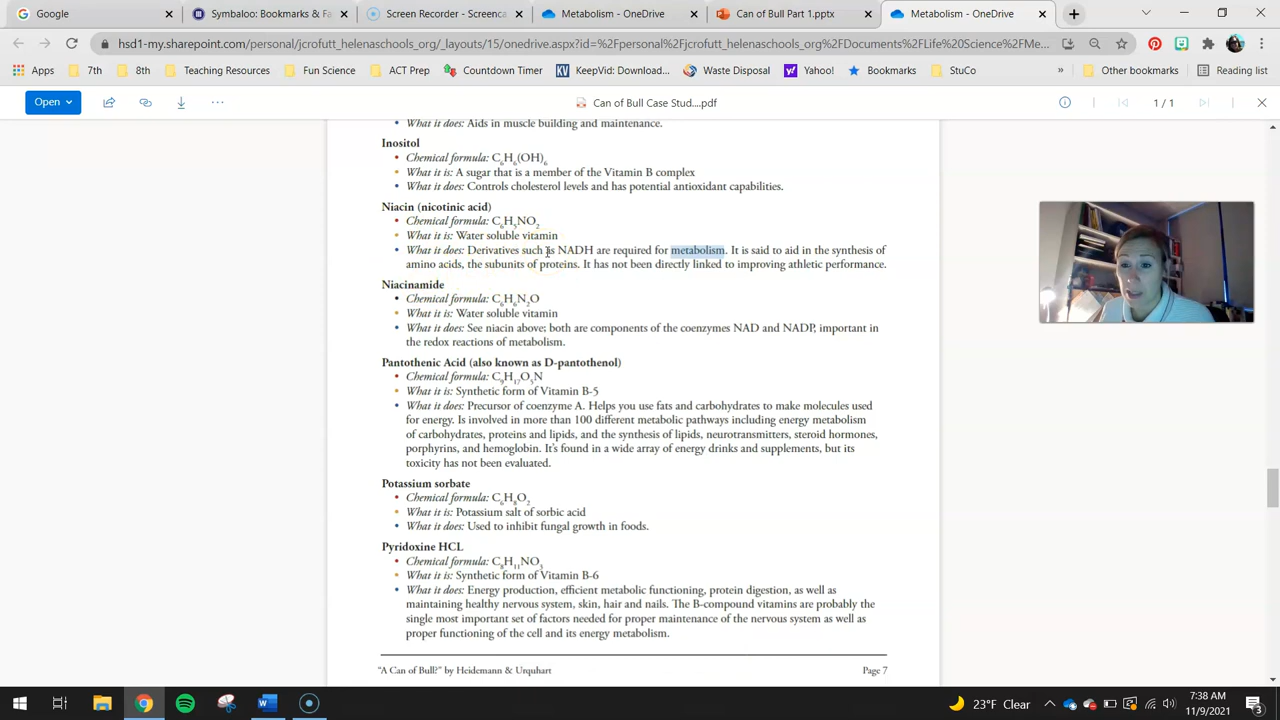 Google
Symbaloo: Bookmarks & Fa
Screen Recorder - Screenca
Metabolism - OneDrive
Can of Bull Part 1.pptx
Metabolism - OneDrive
hsd1-my.sharepoint.com/personal/jcrofutt_helenaschools_org/_layouts/15/onedrive.aspx?id=%2Fpersonal%2Fjcrofutt_helenaschools_org%2FDocuments%2FLife%20Science%2FMe...
Apps
7th
8th
Teaching Resources
Fun Science
ACT Prep
Countdown Timer
KeepVid: Download...
Waste Disposal
Yahoo!
Bookmarks
StuCo
»
Other bookmarks
Reading list
Open
Can of Bull Case Stud....pdf
1 / 1
• What it does: Aids in muscle building and maintenance.
Inositol
• Chemical formula: C6H6(OH)6
• What it is: A sugar that is a member of the Vitamin B complex
• What it does: Controls cholesterol levels and has potential antioxidant capabilities.
Niacin (nicotinic acid)
• Chemical formula: C6H5NO2
• What it is: Water soluble vitamin
• What it does: Derivatives such as NADH are required for metabolism. It is said to aid in the synthesis of
amino acids, the subunits of proteins. It has not been directly linked to improving athletic performance.
Niacinamide
• Chemical formula: C6H6N2O
• What it is: Water soluble vitamin
• What it does: See niacin above; both are components of the coenzymes NAD and NADP, important in
the redox reactions of metabolism.
Pantothenic Acid (also known as D-pantothenol)
• Chemical formula: C9H17O5N
• What it is: Synthetic form of Vitamin B-5
• What it does: Precursor of coenzyme A. Helps you use fats and carbohydrates to make molecules used
for energy. Is involved in more than 100 different metabolic pathways including energy metabolism
of carbohydrates, proteins and lipids, and the synthesis of lipids, neurotransmitters, steroid hormones,
porphyrins, and hemoglobin. It's found in a wide array of energy drinks and supplements, but its
toxicity has not been evaluated.
Potassium sorbate
• Chemical formula: C6H8O2
• What it is: Potassium salt of sorbic acid
• What it does: Used to inhibit fungal growth in foods.
Pyridoxine HCL
• Chemical formula: C8H11NO3
• What it is: Synthetic form of Vitamin B-6
• What it does: Energy production, efficient metabolic functioning, protein digestion, as well as
maintaining healthy nervous system, skin, hair and nails. The B-compound vitamins are probably the
single most important set of factors needed for proper maintenance of the nervous system as well as
proper functioning of the cell and its energy metabolism.
"A Can of Bull?" by Heidemann & Urquhart
Page 7
23°F Clear
7:38 AM
11/9/2021
3